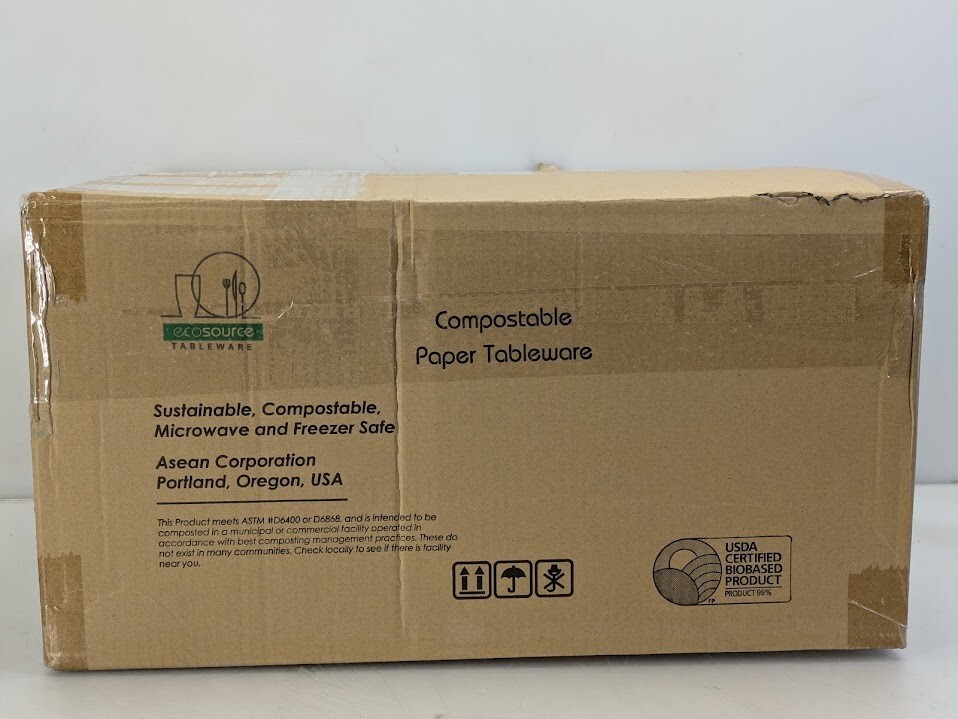 ecosource
TABLEWARE
Compostable
Paper Tableware
Sustainable, Compostable,
Microwave and Freezer Safe
Asean Corporation
Portland, Oregon, USA
This Product meets ASTM #D6400 or D6868, and is intended to be
composted in a municipal or commercial facility operated in
accordance with best composting management practices. These do
not exist in many communities. Check locally to see if there is facility
near you.
USDA
CERTIFIED
BIOBASED
PRODUCT
PRODUCT 99%
FP